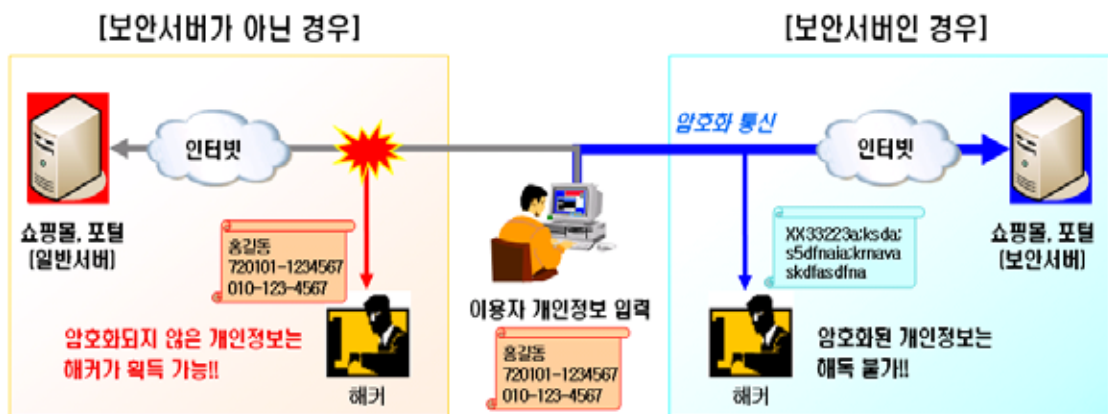 [보안서버가 아닌 경우]
[보안서버인 경우]
인터넷
암호화 통신
인터넷
쇼핑몰, 포털
(일반서버)
홍길동
720101-1234567
010-123-4567
XX33223a;ksda;
s5dfnaia;krnava
skdfasdfna
쇼핑몰, 포털
(보안서버)
이용자 개인정보 입력
암호화되지 않은 개인정보는
해커가 획득 가능!!
해커
홍길동
720101-1234567
010-123-4567
암호화된 개인정보는
해독 불가!!
해커